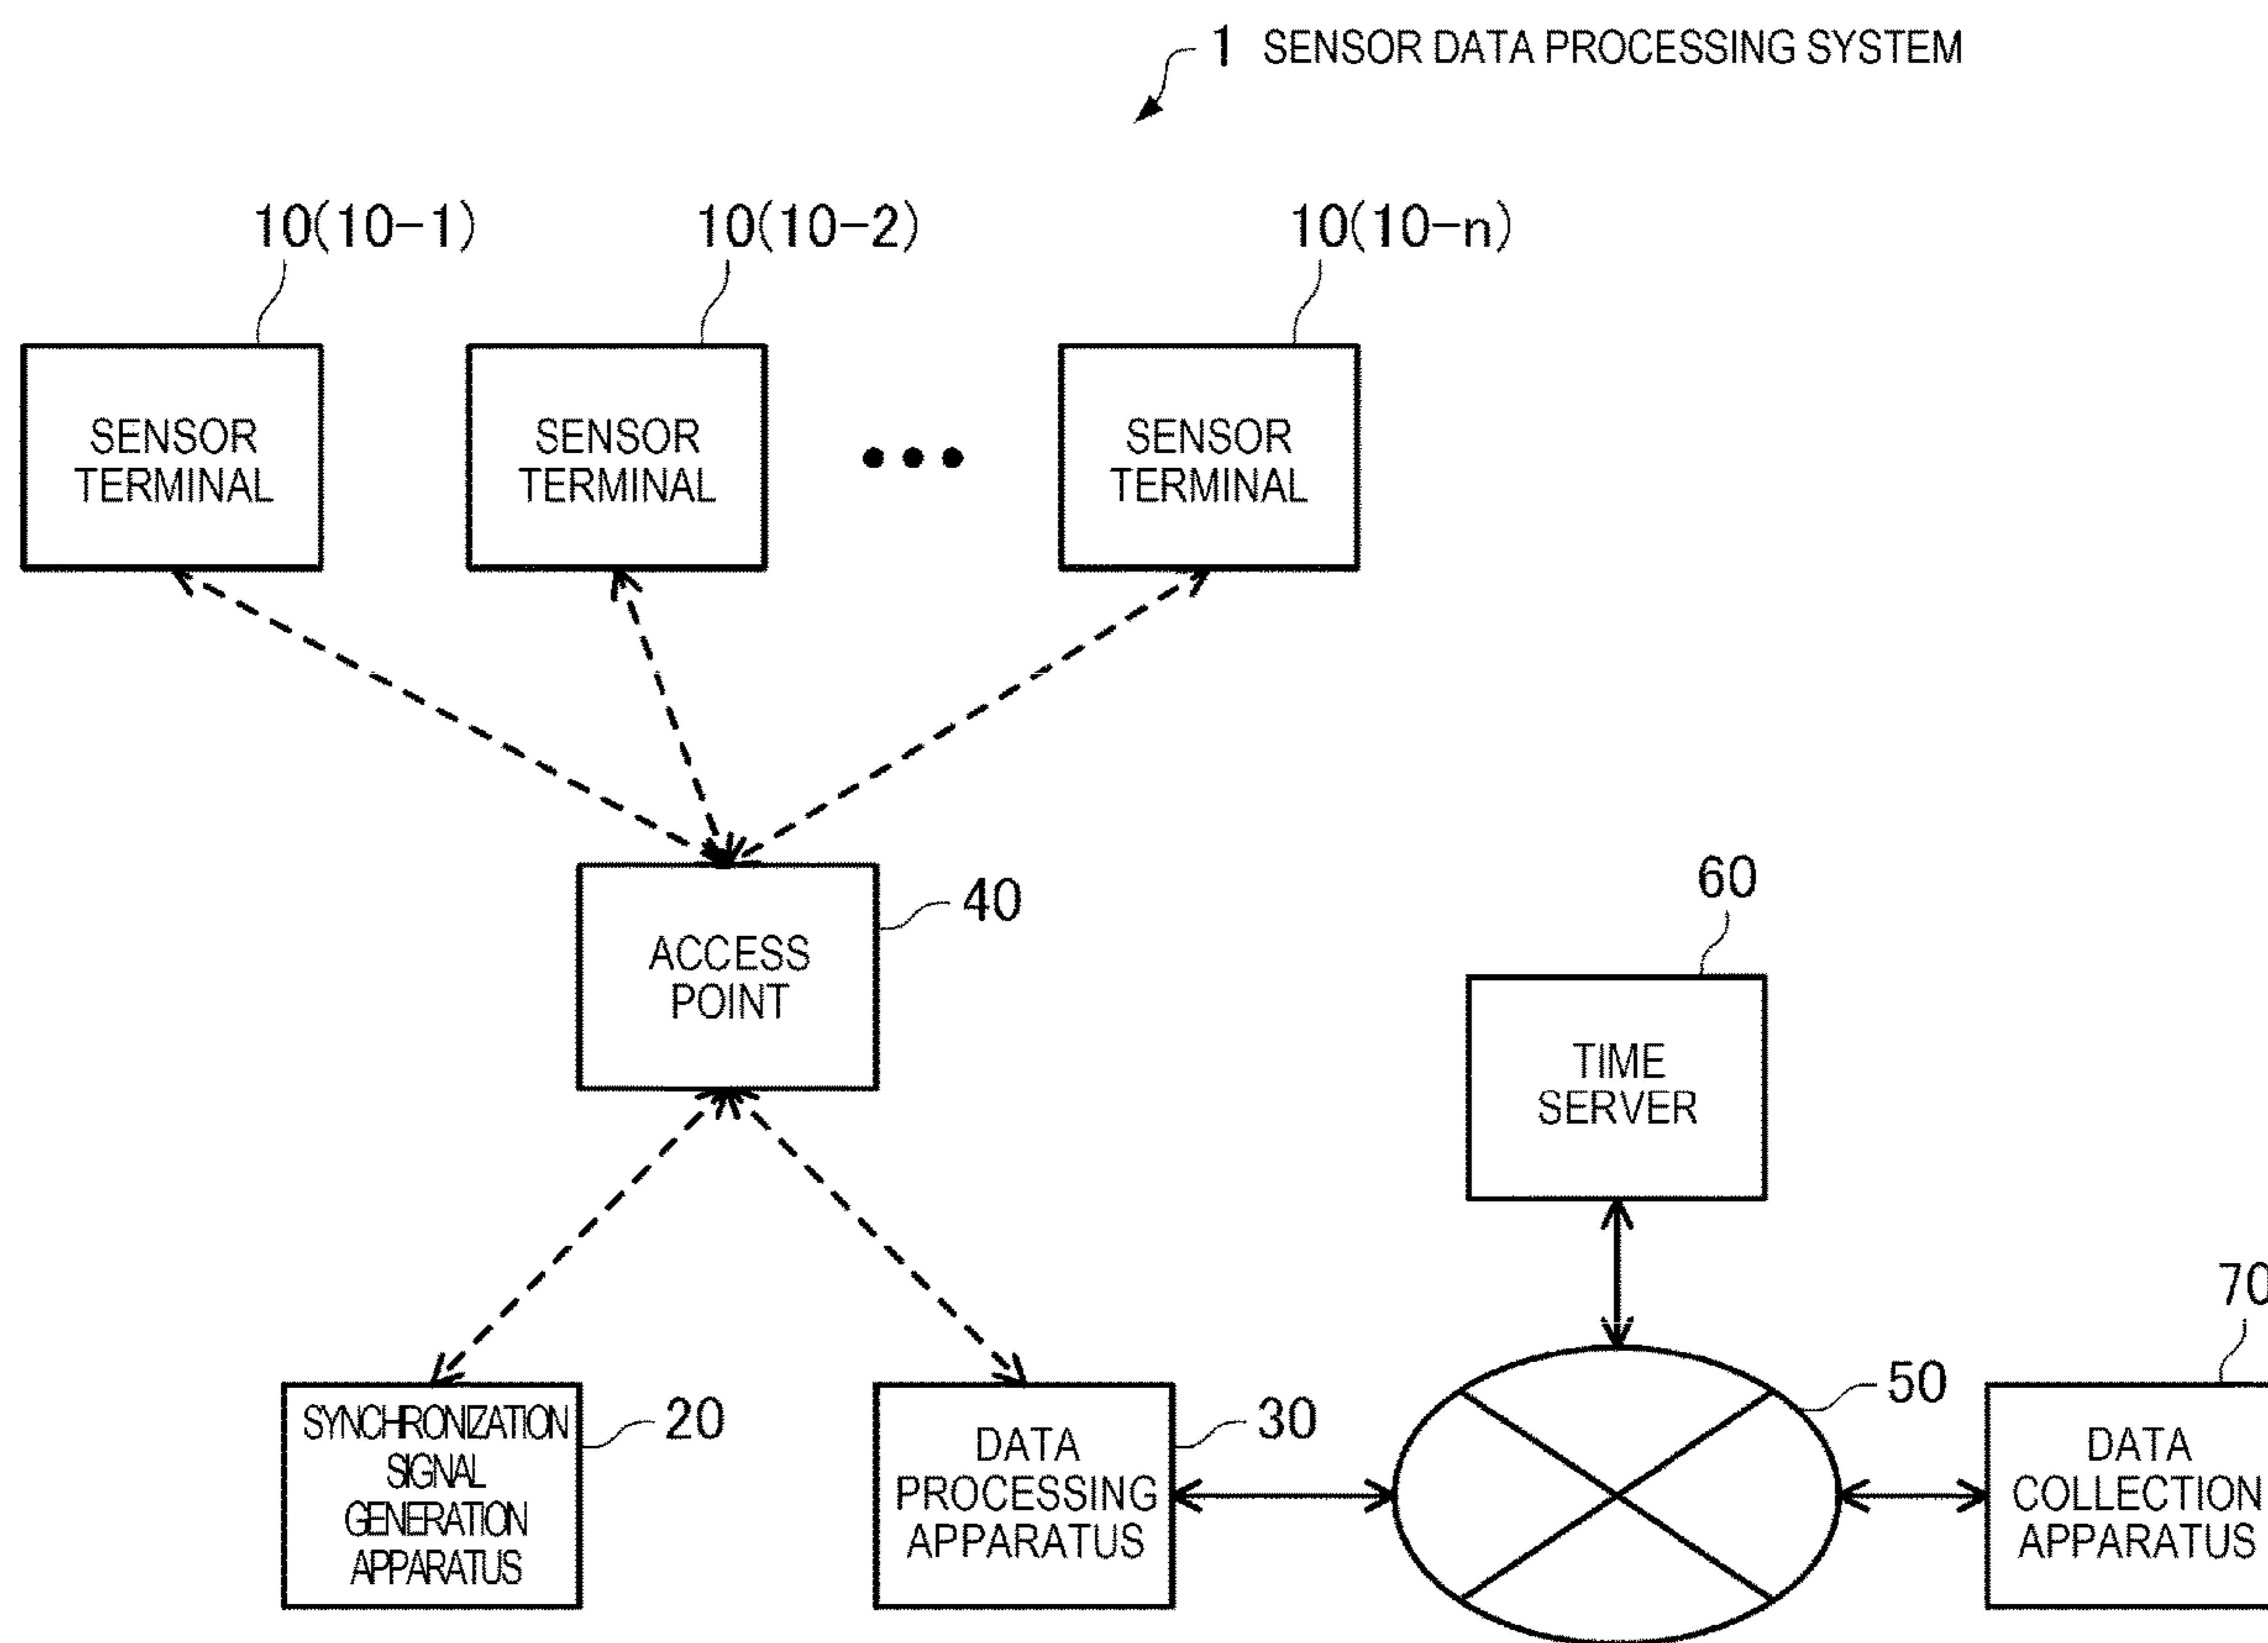 1 SENSOR DATA PROCESSING SYSTEM
10(10-1)
10(10-2)
10(10-n)
SENSOR
TERMINAL
SENSOR
TERMINAL
•••
SENSOR
TERMINAL
40
ACCESS
POINT
60
TIME
SERVER
70
20
SYNCHRONIZATION
SIGNAL
GENERATION
APPARATUS
30
DATA
PROCESSING
APPARATUS
50
DATA
COLLECTION
APPARATUS